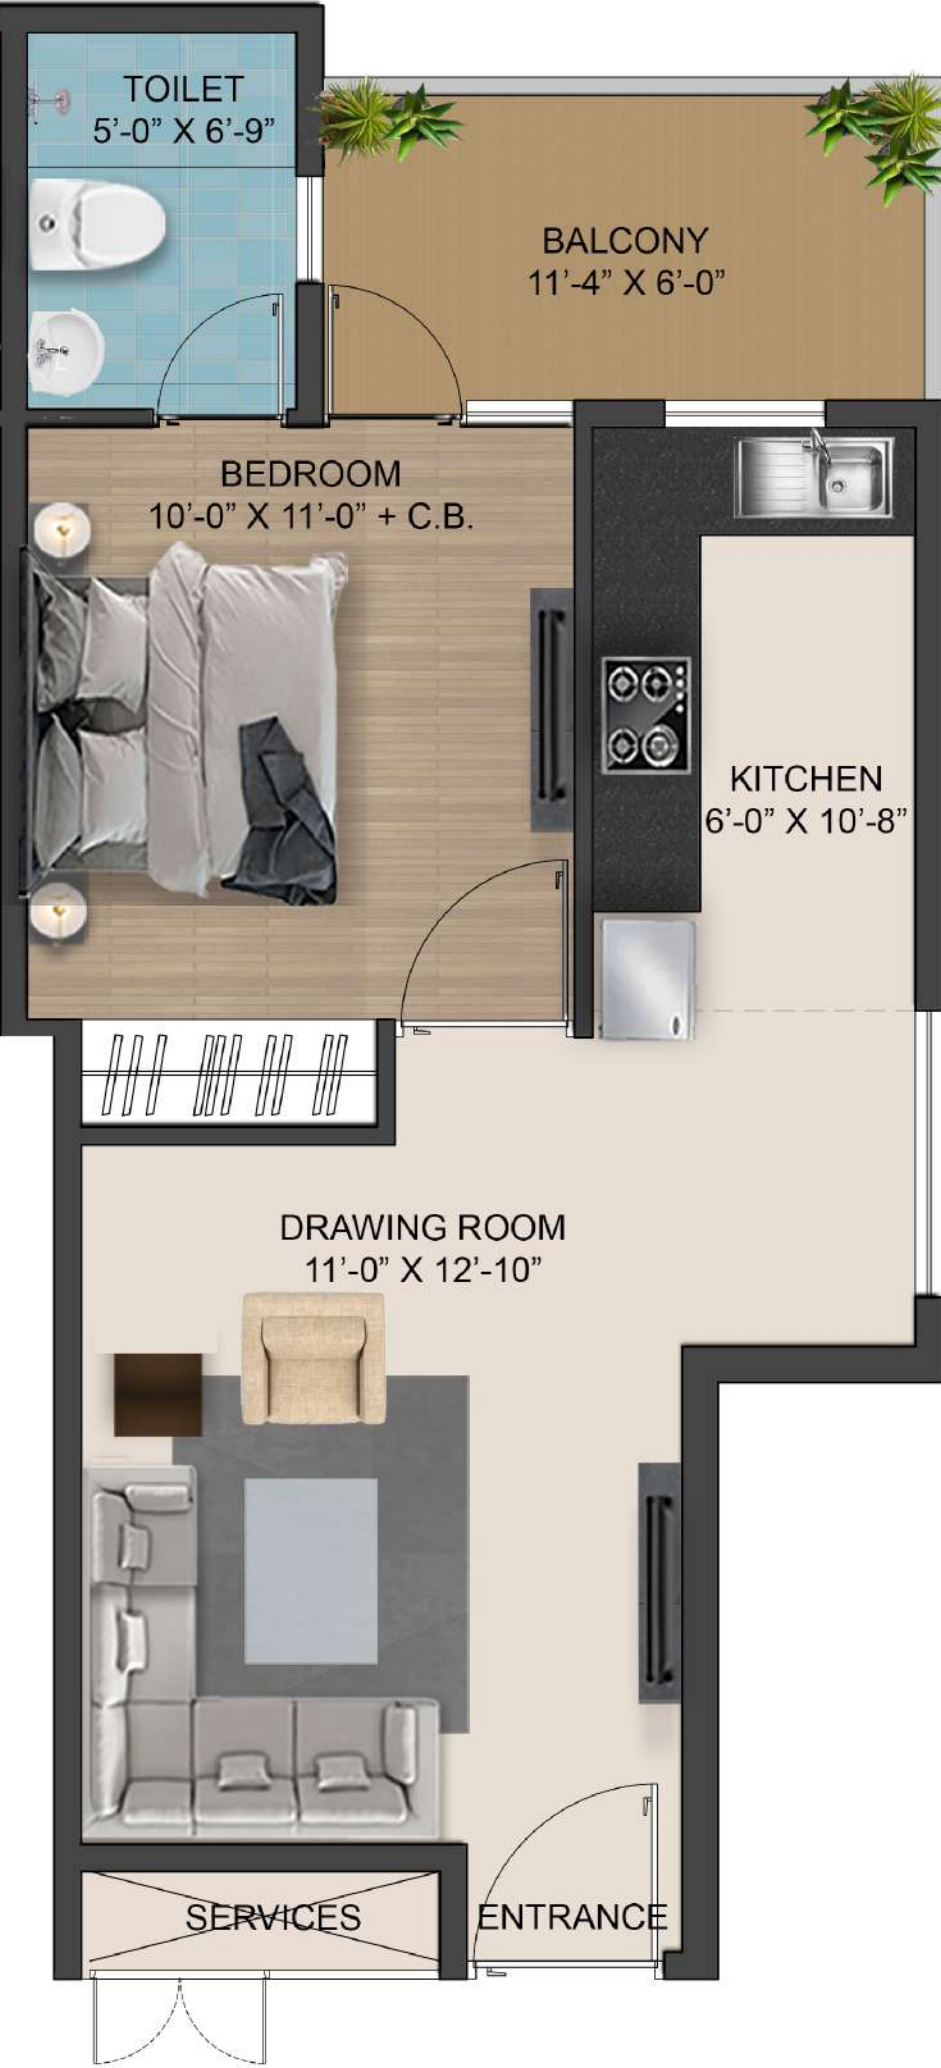 TOILET
5’-0” X 6’-9”
BALCONY
11’-4” X 6’-0”
BEDROOM
10’-0” X 11’-0” + C.B.
KITCHEN
6’-0” X 10’-8”
DRAWING ROOM
11’-0” X 12’-10”
SERVICES
ENTRANCE